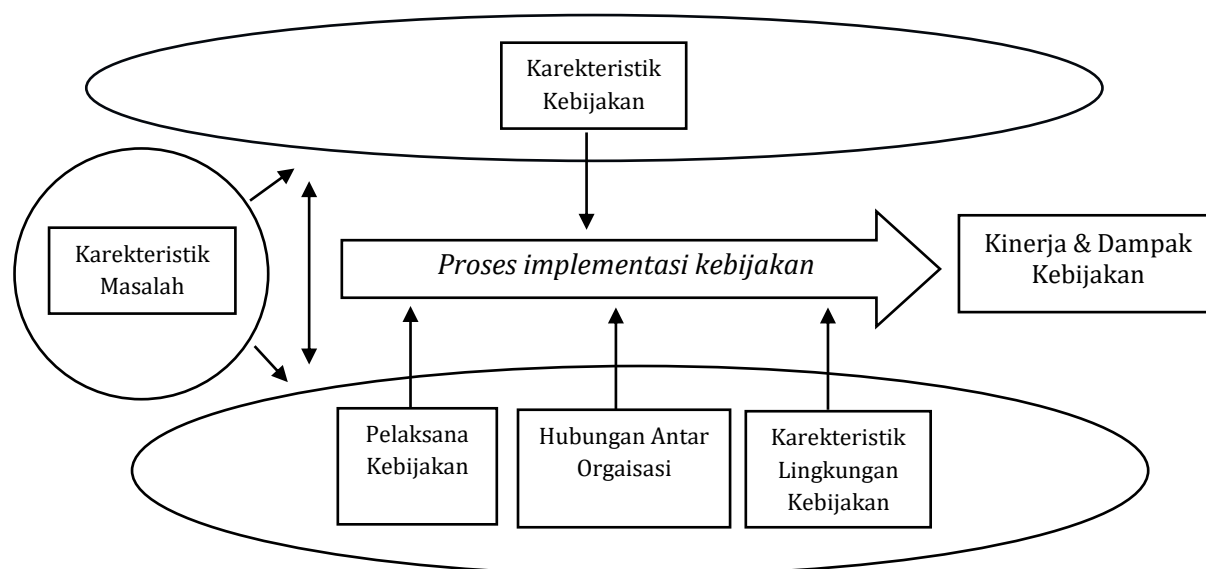 Karekteristik
Kebijakan
Karekteristik
Masalah
Proses implementasi kebijakan
Kinerja & Dampak
Kebijakan
Pelaksana
Kebijakan
Hubungan Antar
Orgaisasi
Karekteristik
Lingkungan
Kebijakan